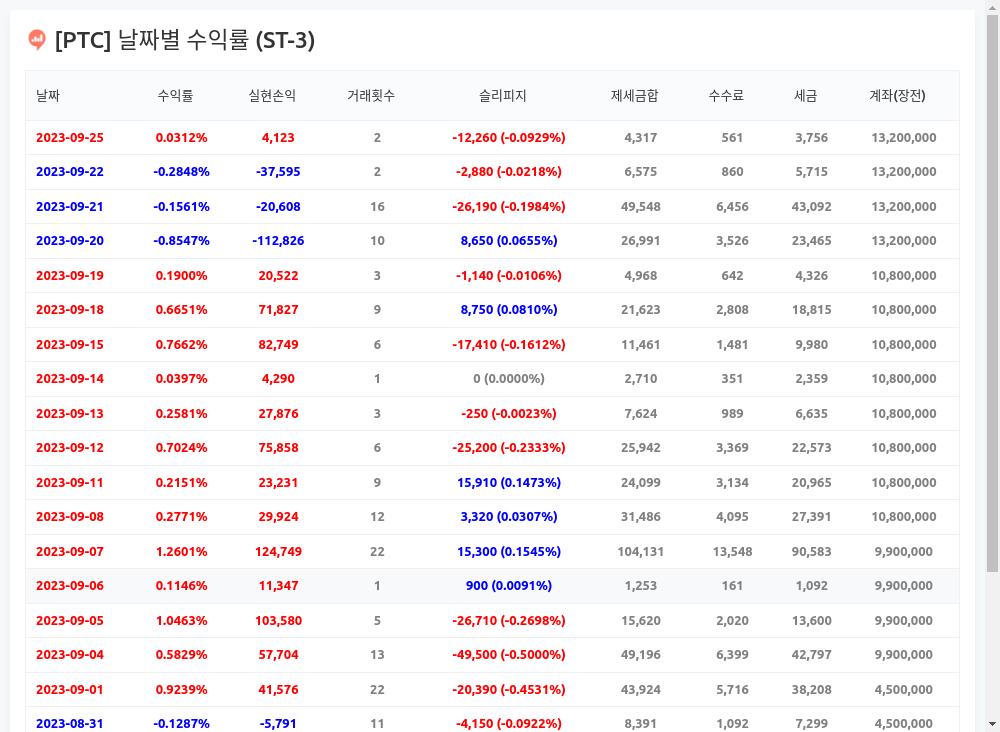 [PTC] 날짜별 수익률 (ST-3)
날짜 수익률 실현손익 거래횟수 슬리피지 제세금합 수수료 세금 계좌(장전)
2023-09-25 0.0312% 4,123 2 -12,260 (-0.0929%) 4,317 561 3,756 13,200,000
2023-09-22 -0.2848% -37,595 2 -2,880 (-0.0218%) 6,575 860 5,715 13,200,000
2023-09-21 -0.1561% -20,608 16 -26,190 (-0.1984%) 49,548 6,456 43,092 13,200,000
2023-09-20 -0.8547% -112,826 10 8,650 (0.0655%) 26,991 3,526 23,465 13,200,000
2023-09-19 0.1900% 20,522 3 -1,140 (-0.0106%) 4,968 642 4,326 10,800,000
2023-09-18 0.6651% 71,827 9 8,750 (0.0810%) 21,623 2,808 18,815 10,800,000
2023-09-15 0.7662% 82,749 6 -17,410 (-0.1612%) 11,461 1,481 9,980 10,800,000
2023-09-14 0.0397% 4,290 1 0 (0.0000%) 2,710 351 2,359 10,800,000
2023-09-13 0.2581% 27,876 3 -250 (-0.0023%) 7,624 989 6,635 10,800,000
2023-09-12 0.7024% 75,858 6 -25,200 (-0.2333%) 25,942 3,369 22,573 10,800,000
2023-09-11 0.2151% 23,231 9 15,910 (0.1473%) 24,099 3,134 20,965 10,800,000
2023-09-08 0.2771% 29,924 12 3,320 (0.0307%) 31,486 4,095 27,391 10,800,000
2023-09-07 1.2601% 124,749 22 15,300 (0.1545%) 104,131 13,548 90,583 9,900,000
2023-09-06 0.1146% 11,347 1 900 (0.0091%) 1,253 161 1,092 9,900,000
2023-09-05 1.0463% 103,580 5 -26,710 (-0.2698%) 15,620 2,020 13,600 9,900,000
2023-09-04 0.5829% 57,704 13 -49,500 (-0.5000%) 49,196 6,399 42,797 9,900,000
2023-09-01 0.9239% 41,576 22 -20,390 (-0.4531%) 43,924 5,716 38,208 4,500,000
2023-08-31 -0.1287% -5,791 11 -4,150 (-0.0922%) 8,391 1,092 7,299 4,500,000